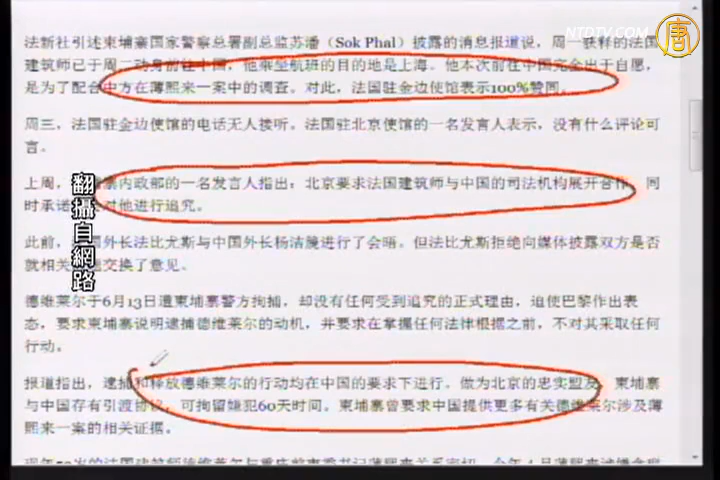 NTDTV.COM
唐
法新社引述柬埔寨国家警察总署副总监苏潘（Sok Phal）披露的消息报道说，周一获释的法国
建筑师已于周二动身前往中国，他乘坐航班的目的地是上海。他本次前往中国完全出于自愿，
是为了配合中方在薄熙来一案中的调查。对此，法国驻金边使馆表示100%赞同。
周三，法国驻金边使馆的电话无人接听。法国驻北京使馆的一名发言人表示，没有什么评论可
言。
上周，寨内政部的一名发言人指出：北京要求法国建筑师与中国的司法机构展开合作，同
时承诺对他进行追究。
此前，国外长法比尤斯与中国外长杨洁篪进行了会晤。但法比尤斯拒绝向媒体披露双方是否
就相关交换了意见。
德维莱尔于6月13日遭柬埔寨警方拘捕，却没有任何受到追究的正式理由，迫使巴黎作出表
态，要求柬埔寨说明逮捕德维莱尔的动机，并要求在掌握任何法律根据之前，不对其采取任何
行动。
报道指出，逮捕和释放德维莱尔的行动均在中国的要求下进行。做为北京的忠实盟友，柬埔寨
与中国存有引渡协议，可拘留嫌犯60天时间。柬埔寨曾要求中国提供更多有关德维莱尔涉及薄
熙来一案的相关证据。
翻攝自網路